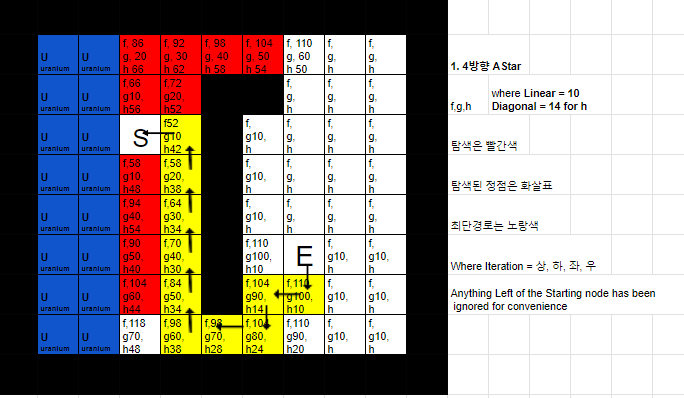 U U f, 86 f, 92 f, 98 f, 104 f, 110 f, f,
g, 20 g, 30 g, 40 g, 50 g, 60 g, g,
uranium uranium h 66 h 62 h 58 h 54 h 50 h h
U U f,66 f,72 f, f, f,
g10, g20, g, g, g,
uranium uranium h56 h52 h h h
U U S f52 f, f, f,
g10 g10, g, g,
uranium uranium h42 h h h
U U f,58 f,58 f, f, f,
g10, g20, g10, g, g,
uranium uranium h48 h38 h h h
U U f,94 f,64 f, f, f,
g40, g30, g10, g, g,
uranium uranium h54 h34 h h h
U U f,90 f,70 f,110 E f, f,
g50, g40, g100, g10, g10,
uranium uranium h40 h30 h10 h h
U U f,104 f,84 f,104 f,110 f, f,
g60, g50, g90, g100, g10, g10,
uranium uranium h44 h34 h14 h10 h h
U U f,118 f,98 f,98 f,104 f,110 f, f,
g70, g60, g70, g80, g90, g10, g10,
uranium uranium h48 h38 h28 h24 h20 h h
1. 4방향 AStar
f,g,h where Linear = 10
Diagonal = 14 for h
탐색은 빨간색
탐색된 정점은 화살표
최단경로는 노랑색
Where Iteration = 상, 하, 좌, 우
Anything Left of the Starting node has been
ignored for convenience